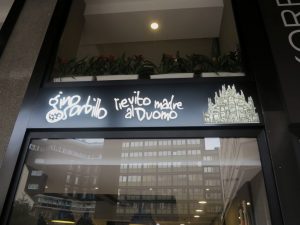 gino
sorbillo
lievito madre
al Duomo